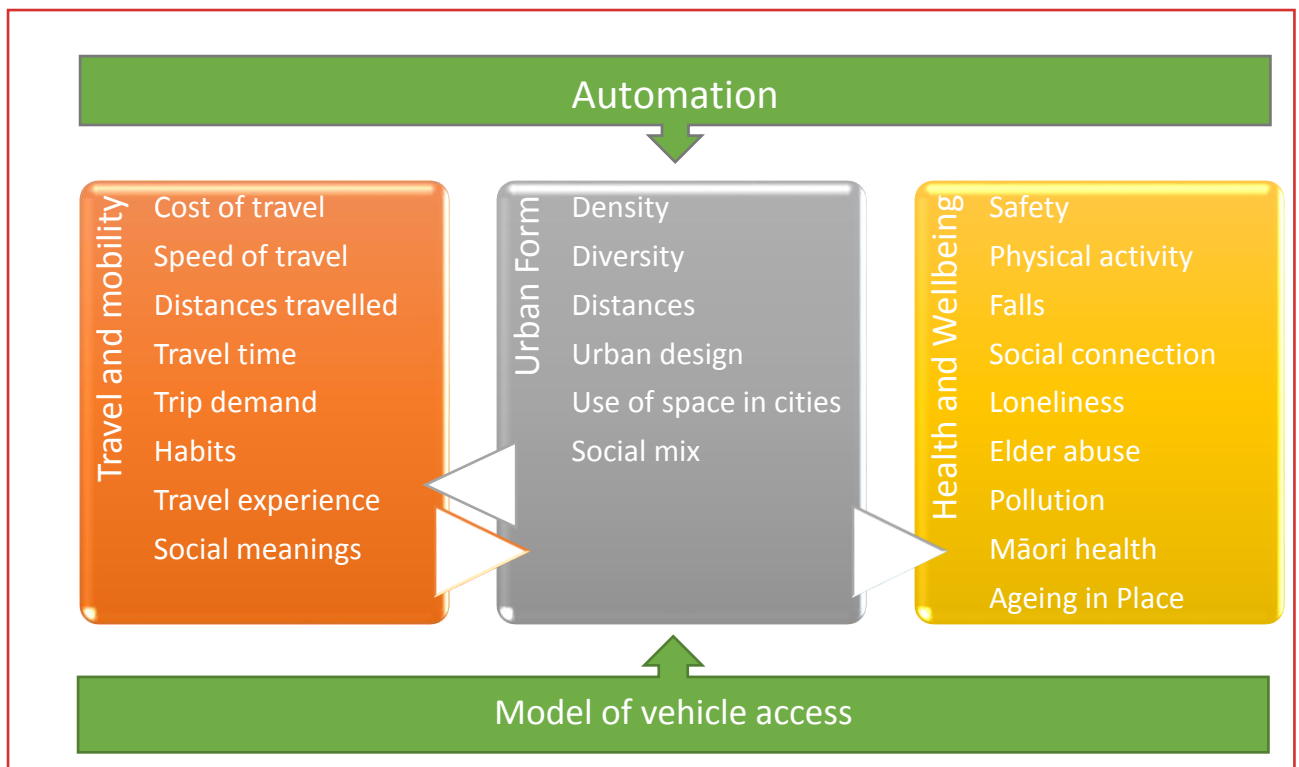 Automation
Travel and mobility
Cost of travel
Speed of travel
Distances travelled
Travel time
Trip demand
Habits
Travel experience
Social meanings
Urban Form
Density
Diversity
Distances
Urban design
Use of space in cities
Social mix
Health and Wellbeing
Safety
Physical activity
Falls
Social connection
Loneliness
Elder abuse
Pollution
Māori health
Ageing in Place
Model of vehicle access